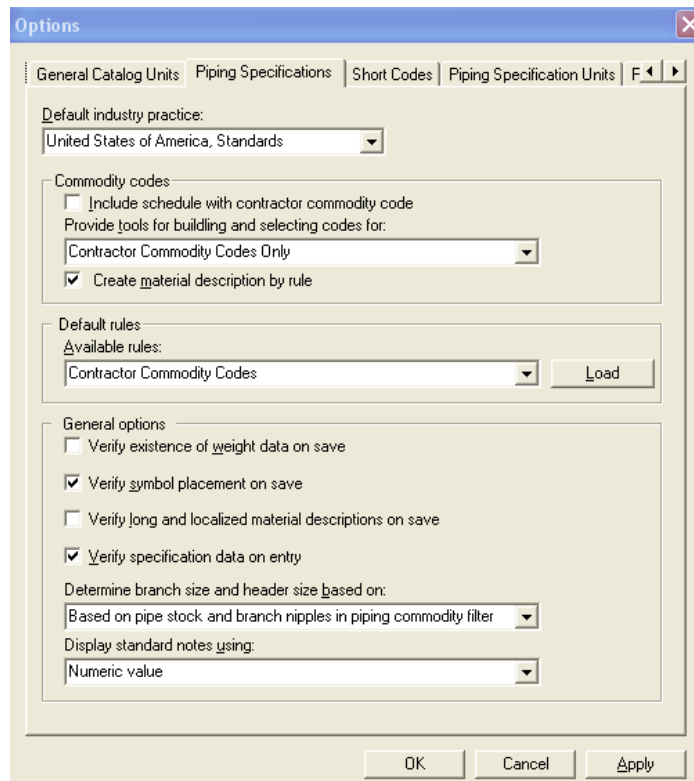 Options
General Catalog Units
Piping Specifications
Short Codes
Piping Specification Units
F
Default industry practice:
United States of America, Standards
Commodity codes
Include schedule with contractor commodity code
Provide tools for buildling and selecting codes for:
Contractor Commodity Codes Only
Create material description by rule
Default rules
Available rules:
Contractor Commodity Codes
Load
General options
Verify existence of weight data on save
Verify symbol placement on save
Verify long and localized material descriptions on save
Verify specification data on entry
Determine branch size and header size based on:
Based on pipe stock and branch nipples in piping commodity filter
Display standard notes using:
Numeric value
OK
Cancel
Apply